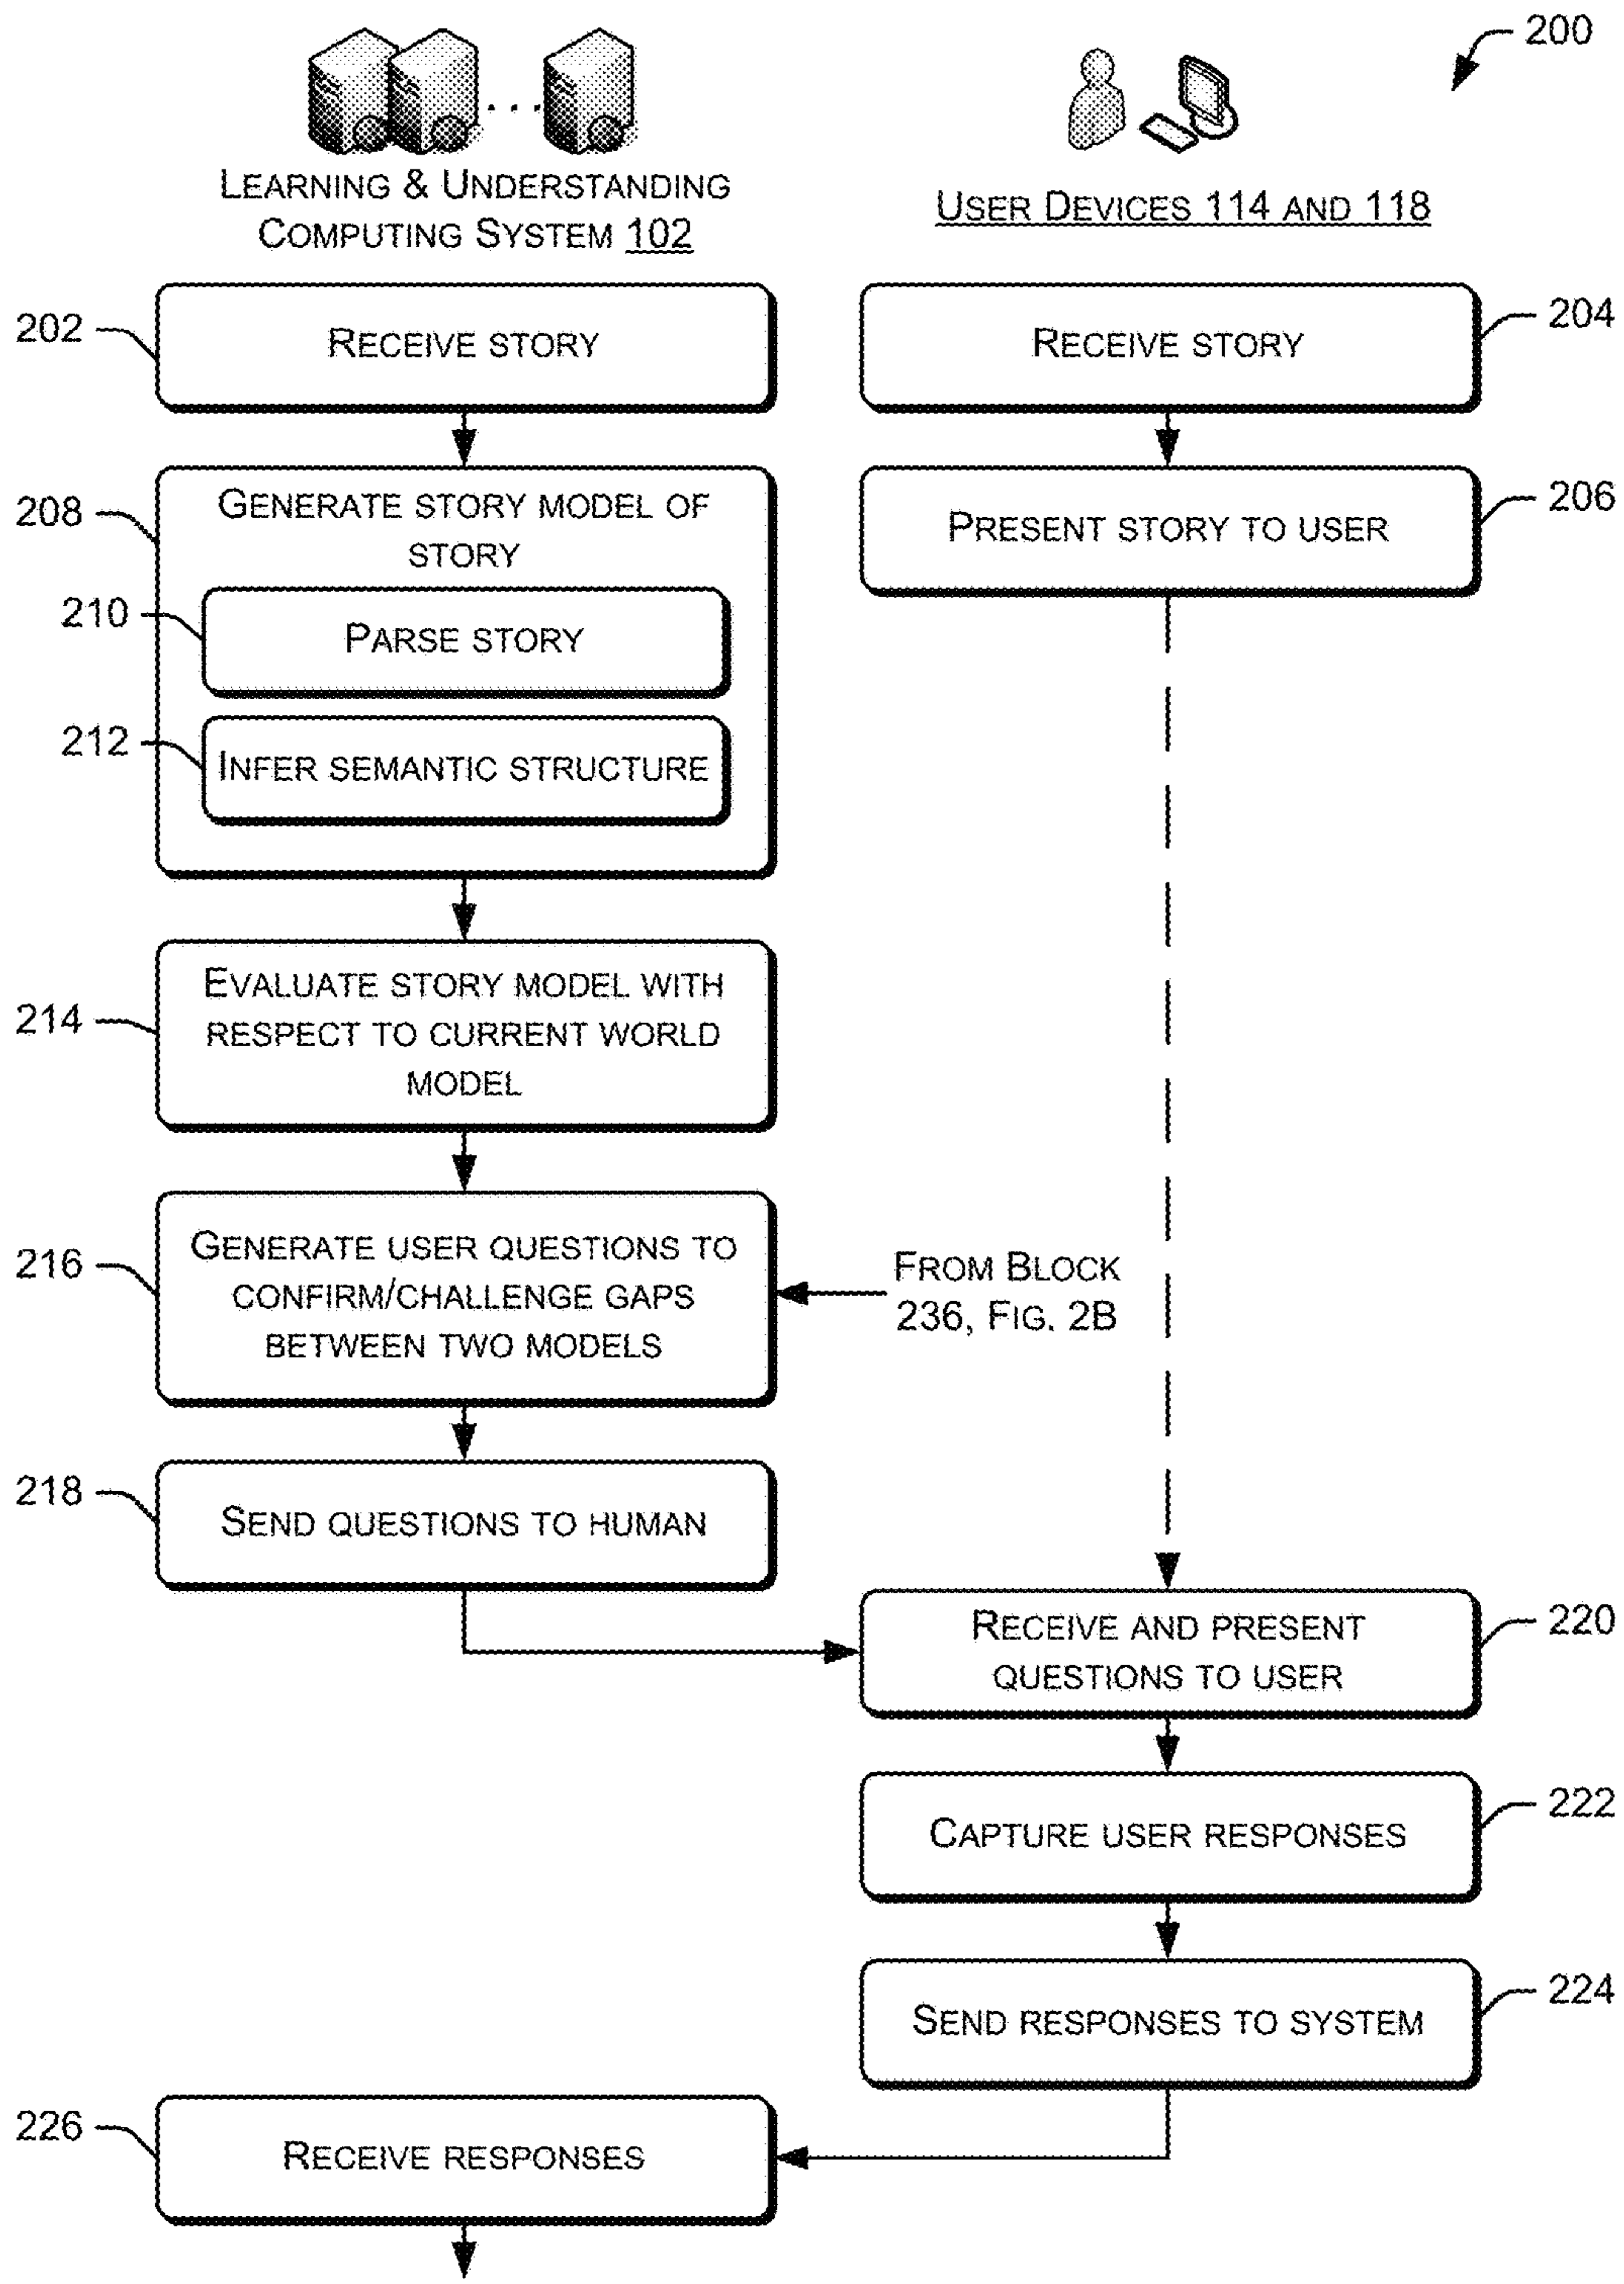 200
LEARNING & UNDERSTANDING
COMPUTING SYSTEM 102
USER DEVICES 114 AND 118
202
RECEIVE STORY
204
RECEIVE STORY
208
GENERATE STORY MODEL OF
STORY
206
PRESENT STORY TO USER
210
PARSE STORY
212
INFER SEMANTIC STRUCTURE
214
EVALUATE STORY MODEL WITH
RESPECT TO CURRENT WORLD
MODEL
216
GENERATE USER QUESTIONS TO
CONFIRM/CHALLENGE GAPS
BETWEEN TWO MODELS
FROM BLOCK
236, FIG. 2B
218
SEND QUESTIONS TO HUMAN
220
RECEIVE AND PRESENT
QUESTIONS TO USER
222
CAPTURE USER RESPONSES
224
SEND RESPONSES TO SYSTEM
226
RECEIVE RESPONSES